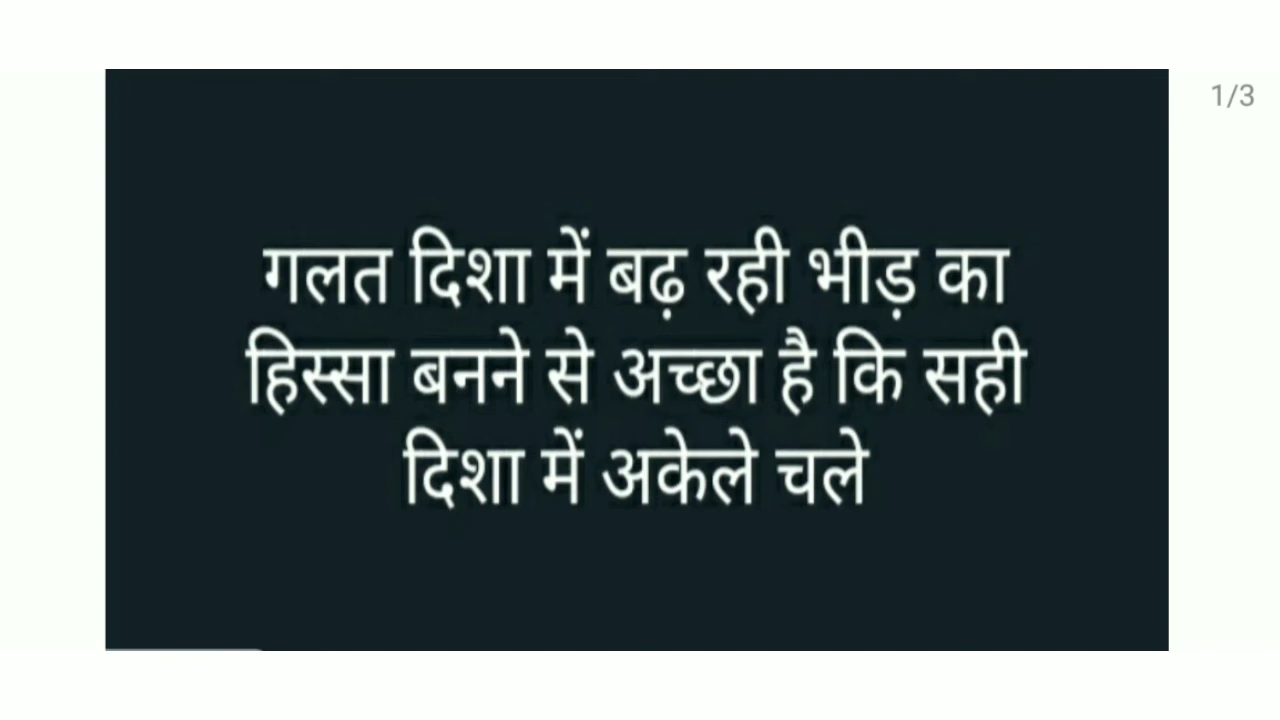 1/3
गलत दिशा में बढ़ रही भीड़ का
हिस्सा बनने से अच्छा है कि सही
दिशा में अकेले चले